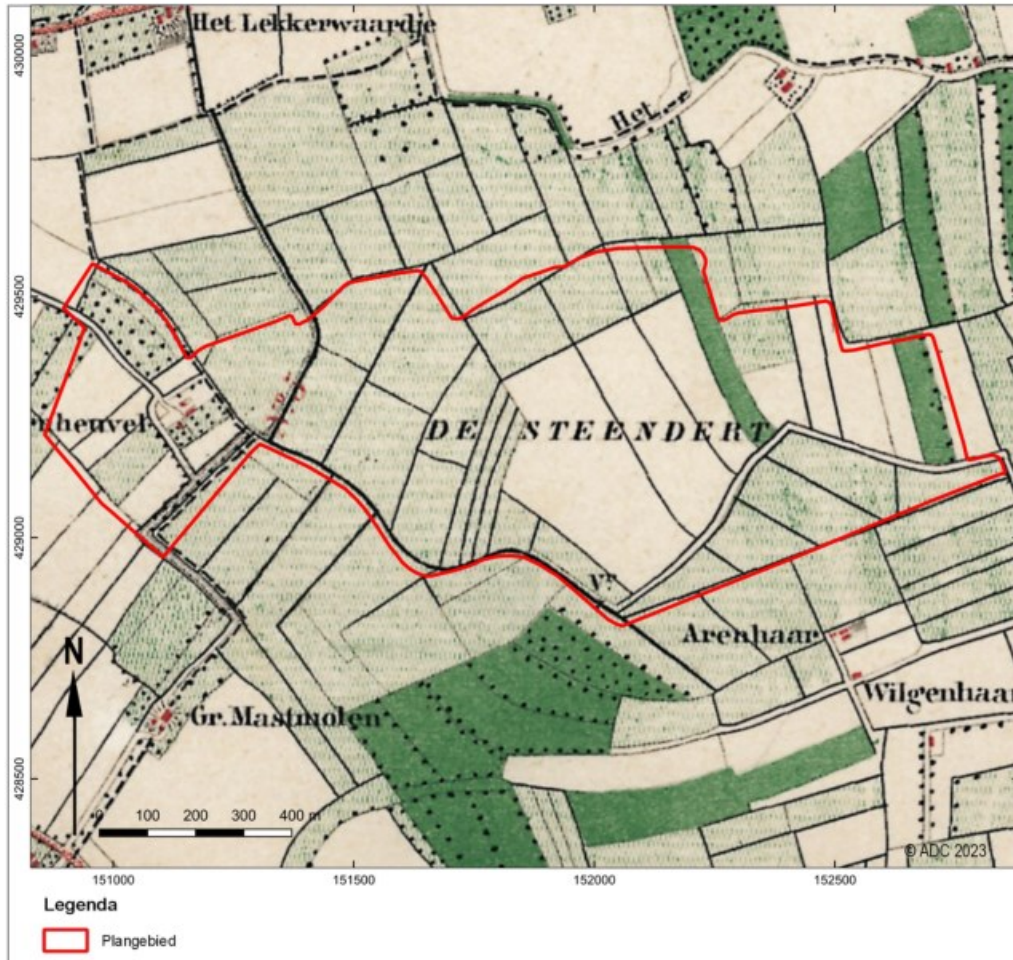 Het Lekkerwaardje
430000
Het
429500
heuvel
DE STEENDERT
429000
Vr
Arenhaar
N
Wilgenhaar
Gr. Mastmolen
428500
100 200 300 400 m
© ADC 2023
151000 151500 152000 152500
Legenda
Plangebied